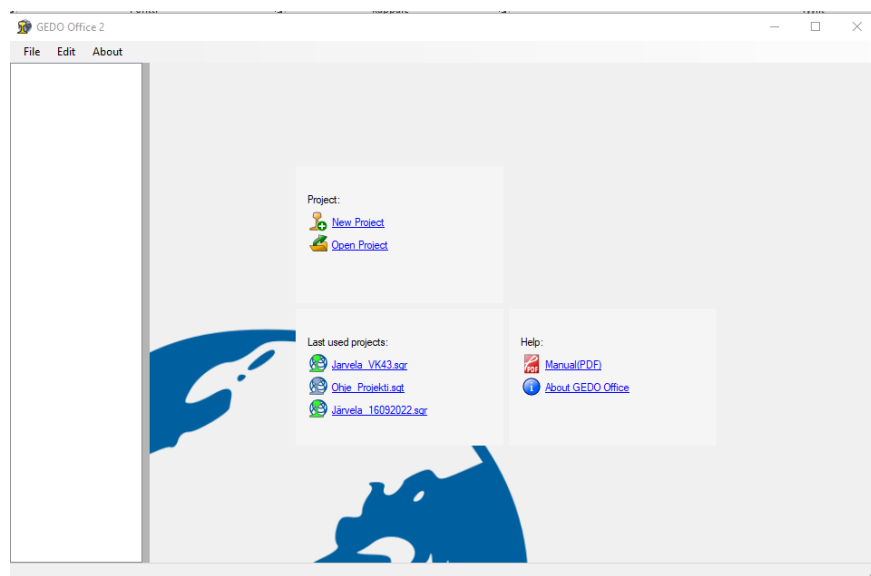 GEDO Office 2
File Edit About
Project:
New Project
Open Project
Last used projects:
Jarvela_VK43.sgr
Ohje_Projekti.sgt
Järvela_16092022.sgr
Help:
Manual(PDF)
About GEDO Office